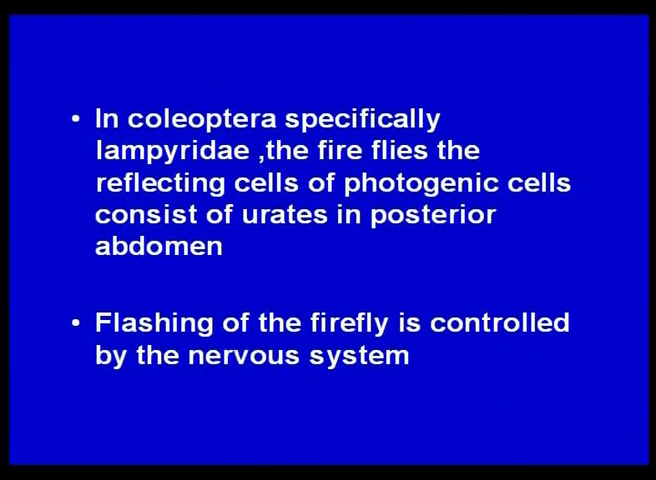 • In coleoptera specifically
lampyridae ,the fire flies the
reflecting cells of photogenic cells
consist of urates in posterior
abdomen
• Flashing of the firefly is controlled
by the nervous system